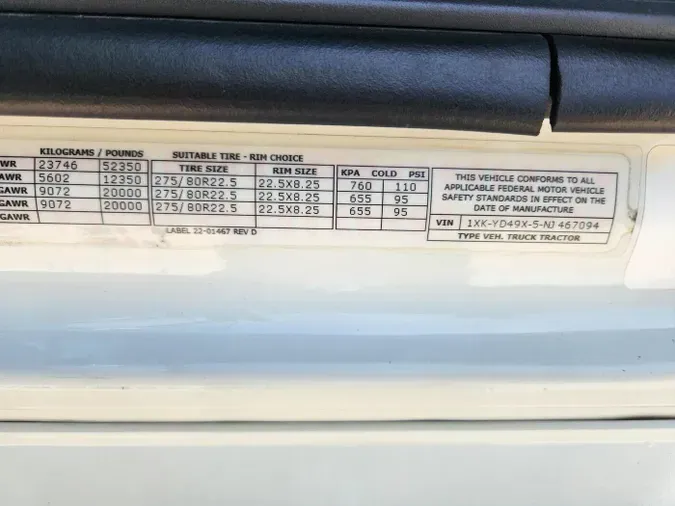 KILOGRAMS / POUNDS SUITABLE TIRE - RIM CHOICE
TIRE SIZE RIM SIZE KPA COLD PSI
WR 23746 52350
AWR 5602 12350 275/80R22.5 22.5X8.25 760 110
GAWR 9072 20000 275/80R22.5 22.5X8.25 655 95
GAWR 9072 20000 275/80R22.5 22.5X8.25 655 95
GAWR
LABEL 22-01467 REV D
THIS VEHICLE CONFORMS TO ALL
APPLICABLE FEDERAL MOTOR VEHICLE
SAFETY STANDARDS IN EFFECT ON THE
DATE OF MANUFACTURE
VIN 1XK-YD49X-5-NJ 467094
TYPE VEH. TRUCK TRACTOR